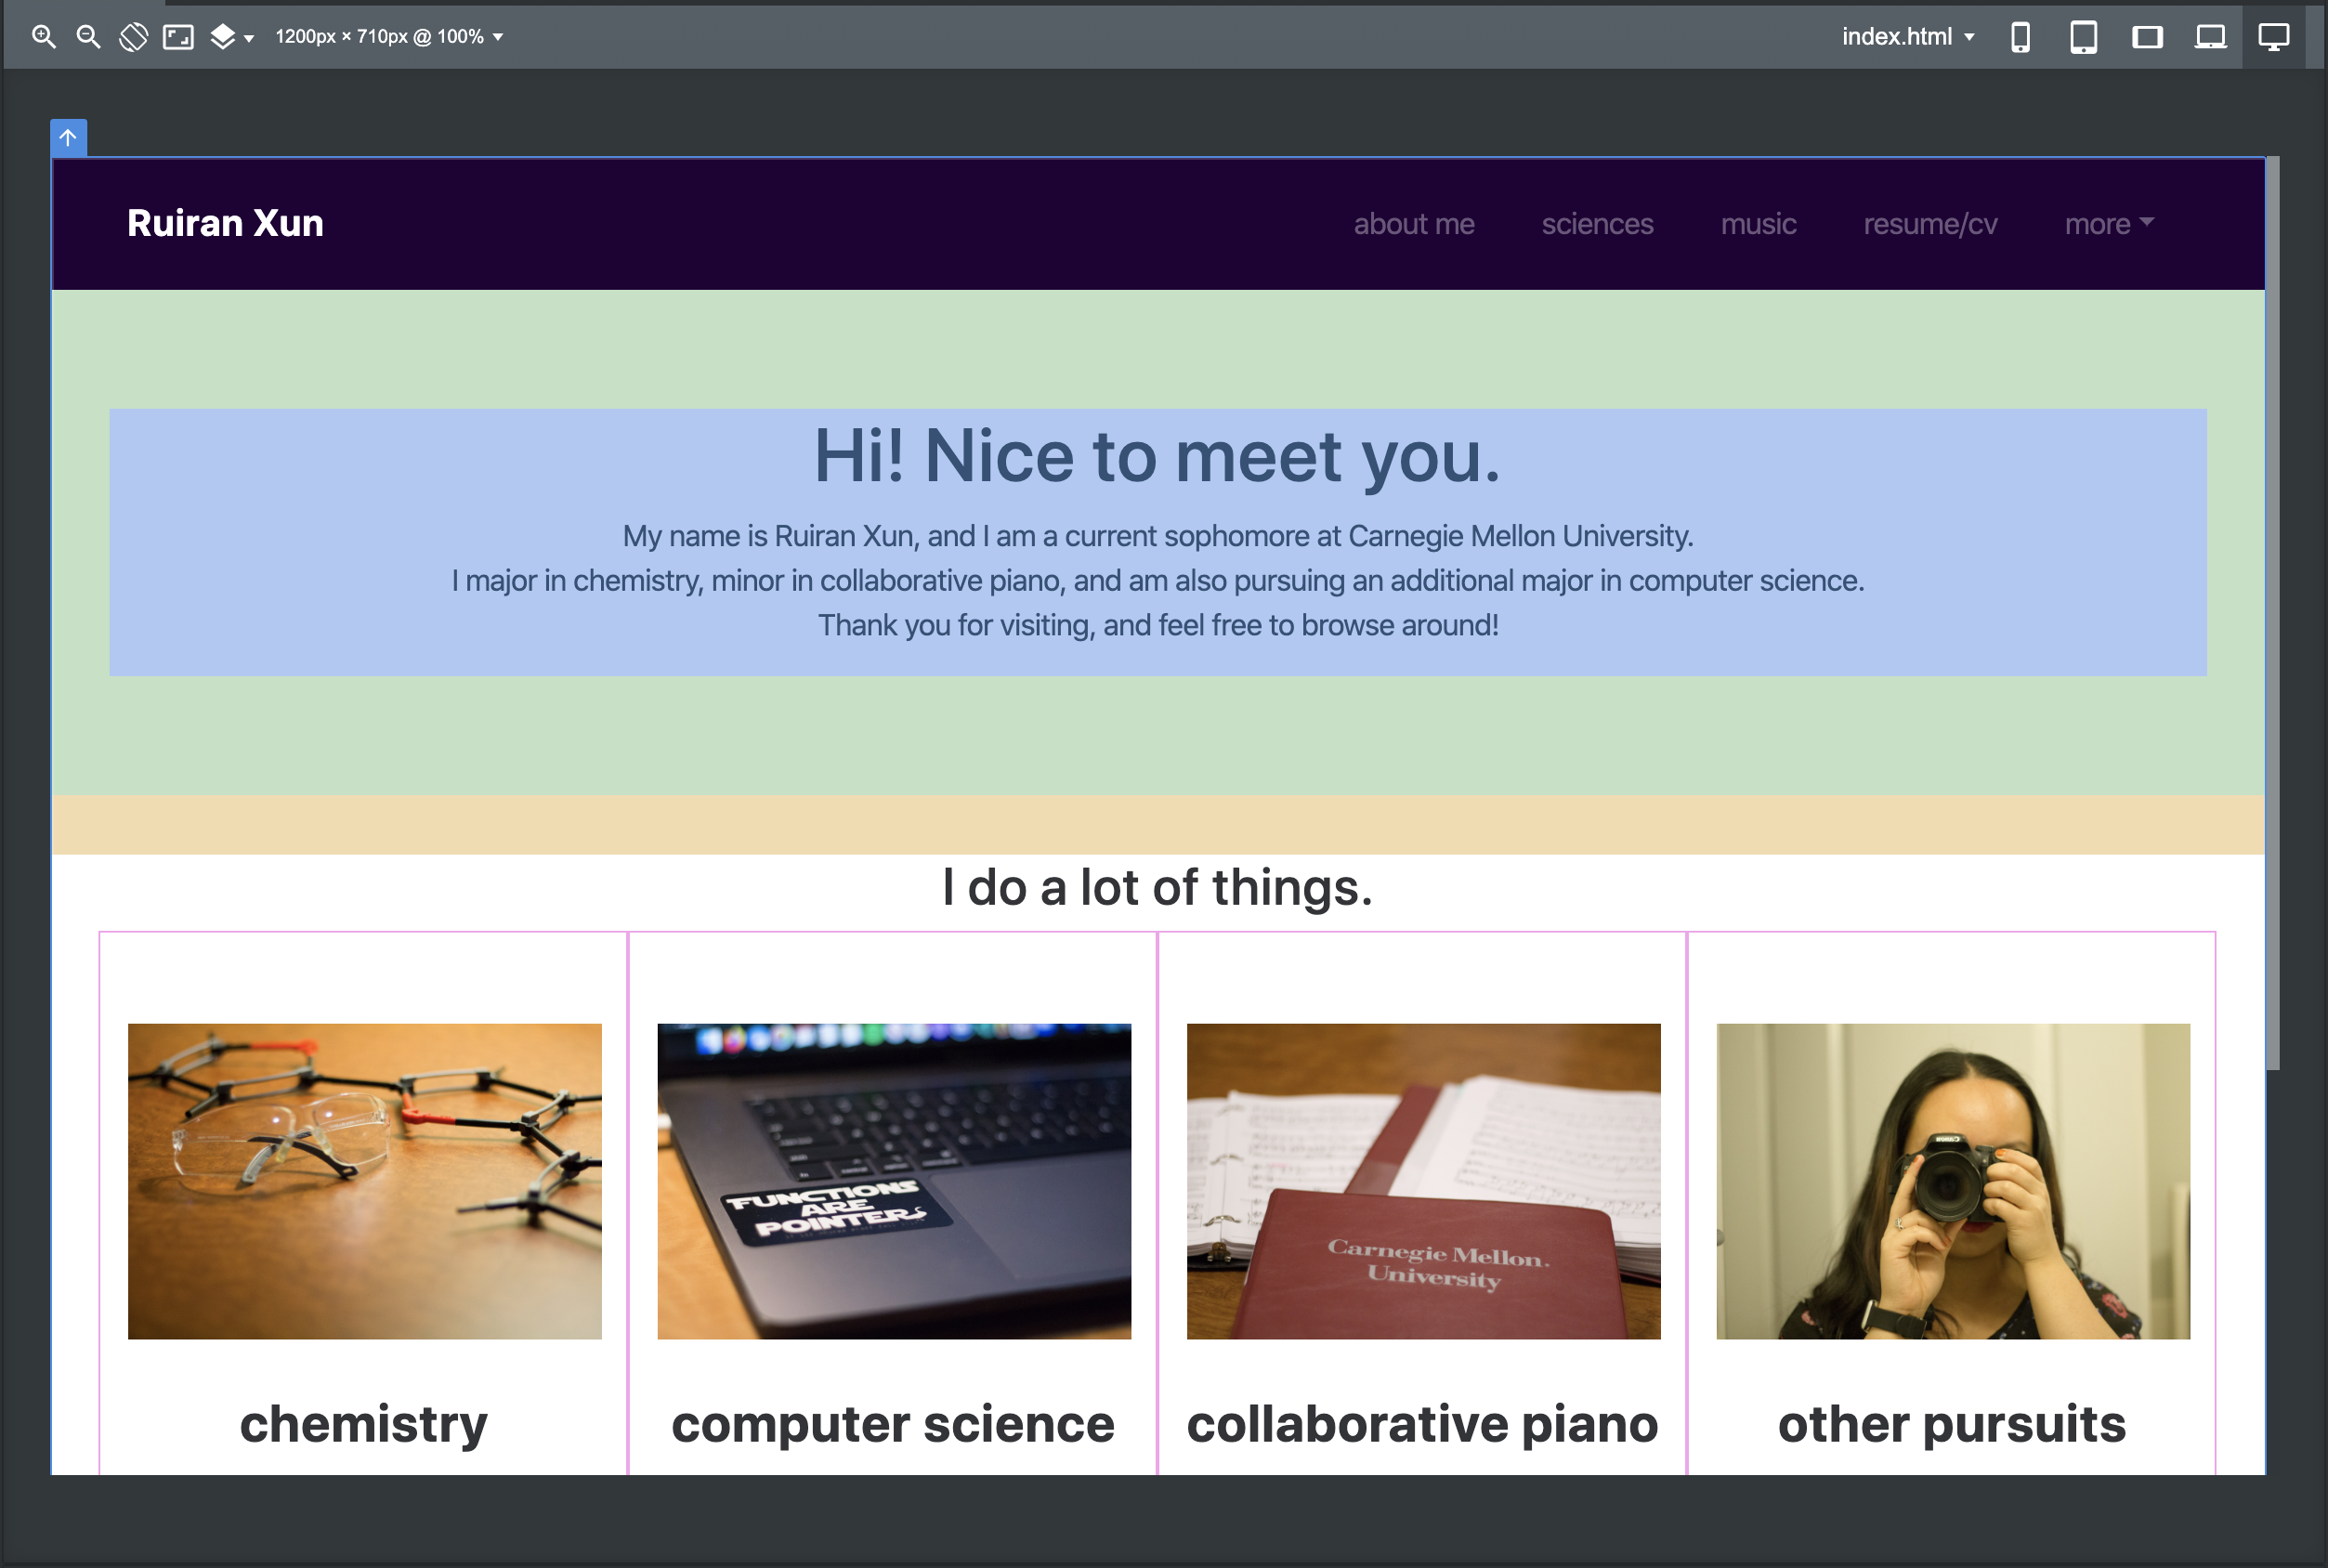 1200px × 710px @ 100%
index.html
Ruiran Xun
about me
sciences
music
resume/cv
more
Hi! Nice to meet you.
My name is Ruiran Xun, and I am a current sophomore at Carnegie Mellon University.
I major in chemistry, minor in collaborative piano, and am also pursuing an additional major in computer science.
Thank you for visiting, and feel free to browse around!
I do a lot of things.
FUNCTIONS
ARE
POINTERS
Carnegie Mellon
University
Canon
chemistry
computer science
collaborative piano
other pursuits